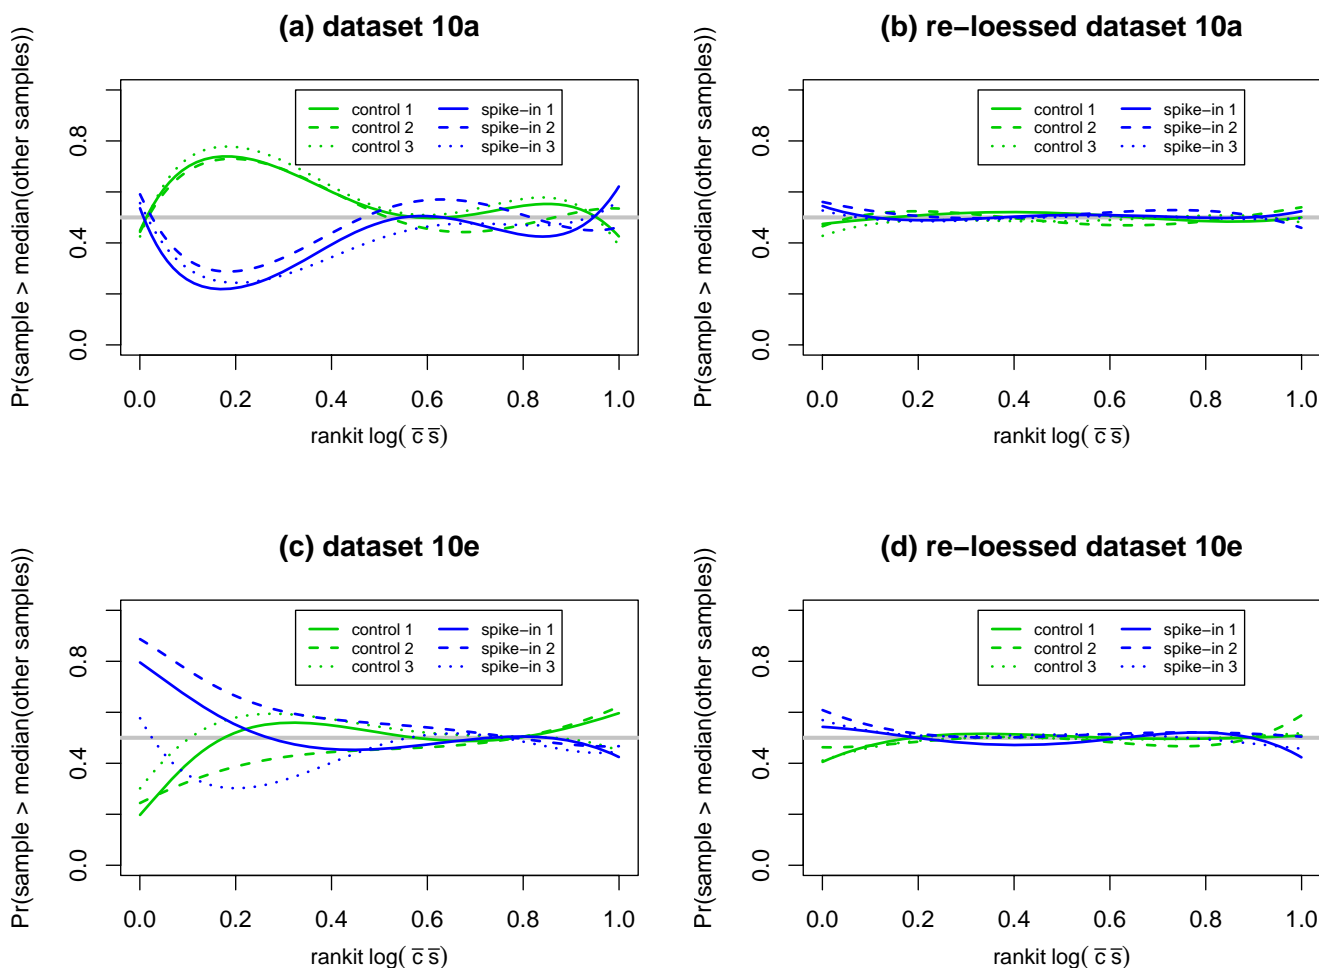 (a) dataset 10a
Pr(sample > median(other samples))
0.0 0.4 0.8
control 1 spike−in 1
control 2 spike−in 2
control 3 spike−in 3
0.0 0.2 0.4 0.6 0.8 1.0
rankit log( c̅ s̅)
(b) re−loessed dataset 10a
Pr(sample > median(other samples))
0.0 0.4 0.8
control 1 spike−in 1
control 2 spike−in 2
control 3 spike−in 3
0.0 0.2 0.4 0.6 0.8 1.0
rankit log( c̅ s̅)
(c) dataset 10e
Pr(sample > median(other samples))
0.0 0.4 0.8
control 1 spike−in 1
control 2 spike−in 2
control 3 spike−in 3
0.0 0.2 0.4 0.6 0.8 1.0
rankit log( c̅ s̅)
(d) re−loessed dataset 10e
Pr(sample > median(other samples))
0.0 0.4 0.8
control 1 spike−in 1
control 2 spike−in 2
control 3 spike−in 3
0.0 0.2 0.4 0.6 0.8 1.0
rankit log( c̅ s̅)